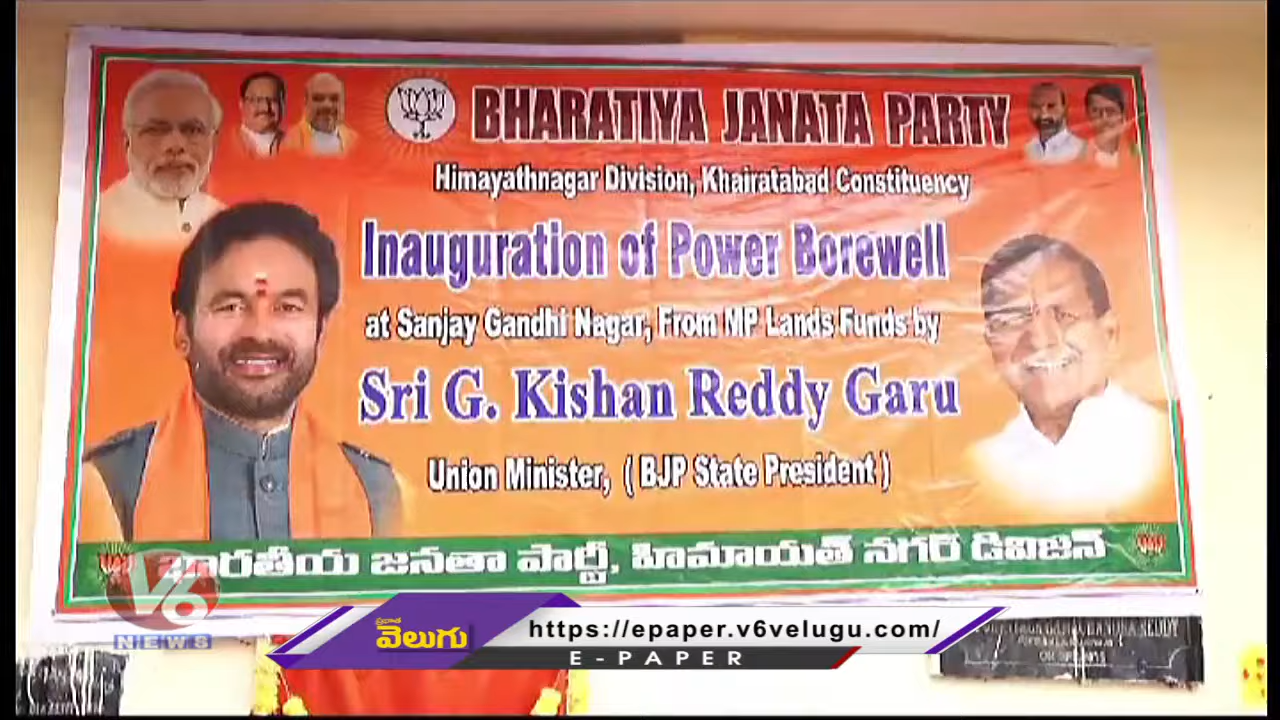 BHARATIYA JANATA PARTY
Himayathnagar Division, Khairatabad Constituency
Inauguration of Power Borewell
at Sanjay Gandhi Nagar, From MP Lands Funds by
Sri G. Kishan Reddy Garu
Union Minister, ( BJP State President )
భారతీయ జనతా పార్టీ, హిమాయత్ నగర్ డివిజన్
V6
NEWS
ప్రభాత
వెలుగు
https://epaper.v6velugu.com/
E-PAPER